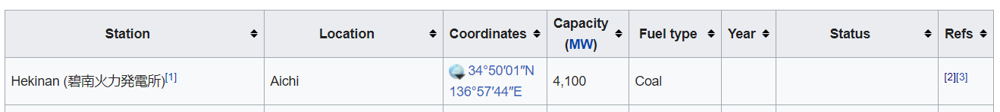 Station Location Coordinates Capacity (MW) Fuel type Year Status Refs
Hekinan (碧南火力発電所)[1] Aichi 34°50′01″N 136°57′44″E 4,100 Coal [2][3]